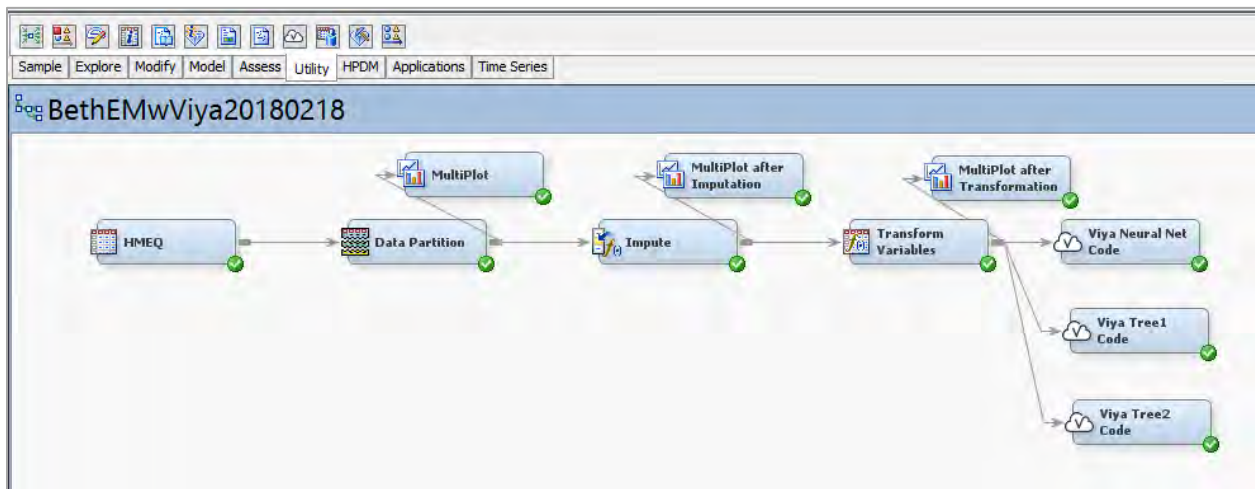 Sample Explore Modify Model Assess Utility HPDM Applications Time Series
BethEMwViya20180218
MultiPlot
MultiPlot after
Imputation
MultiPlot after
Transformation
HMEQ
Data Partition
Impute
Transform
Variables
Viya Neural Net
Code
Viya Tree1
Code
Viya Tree2
Code